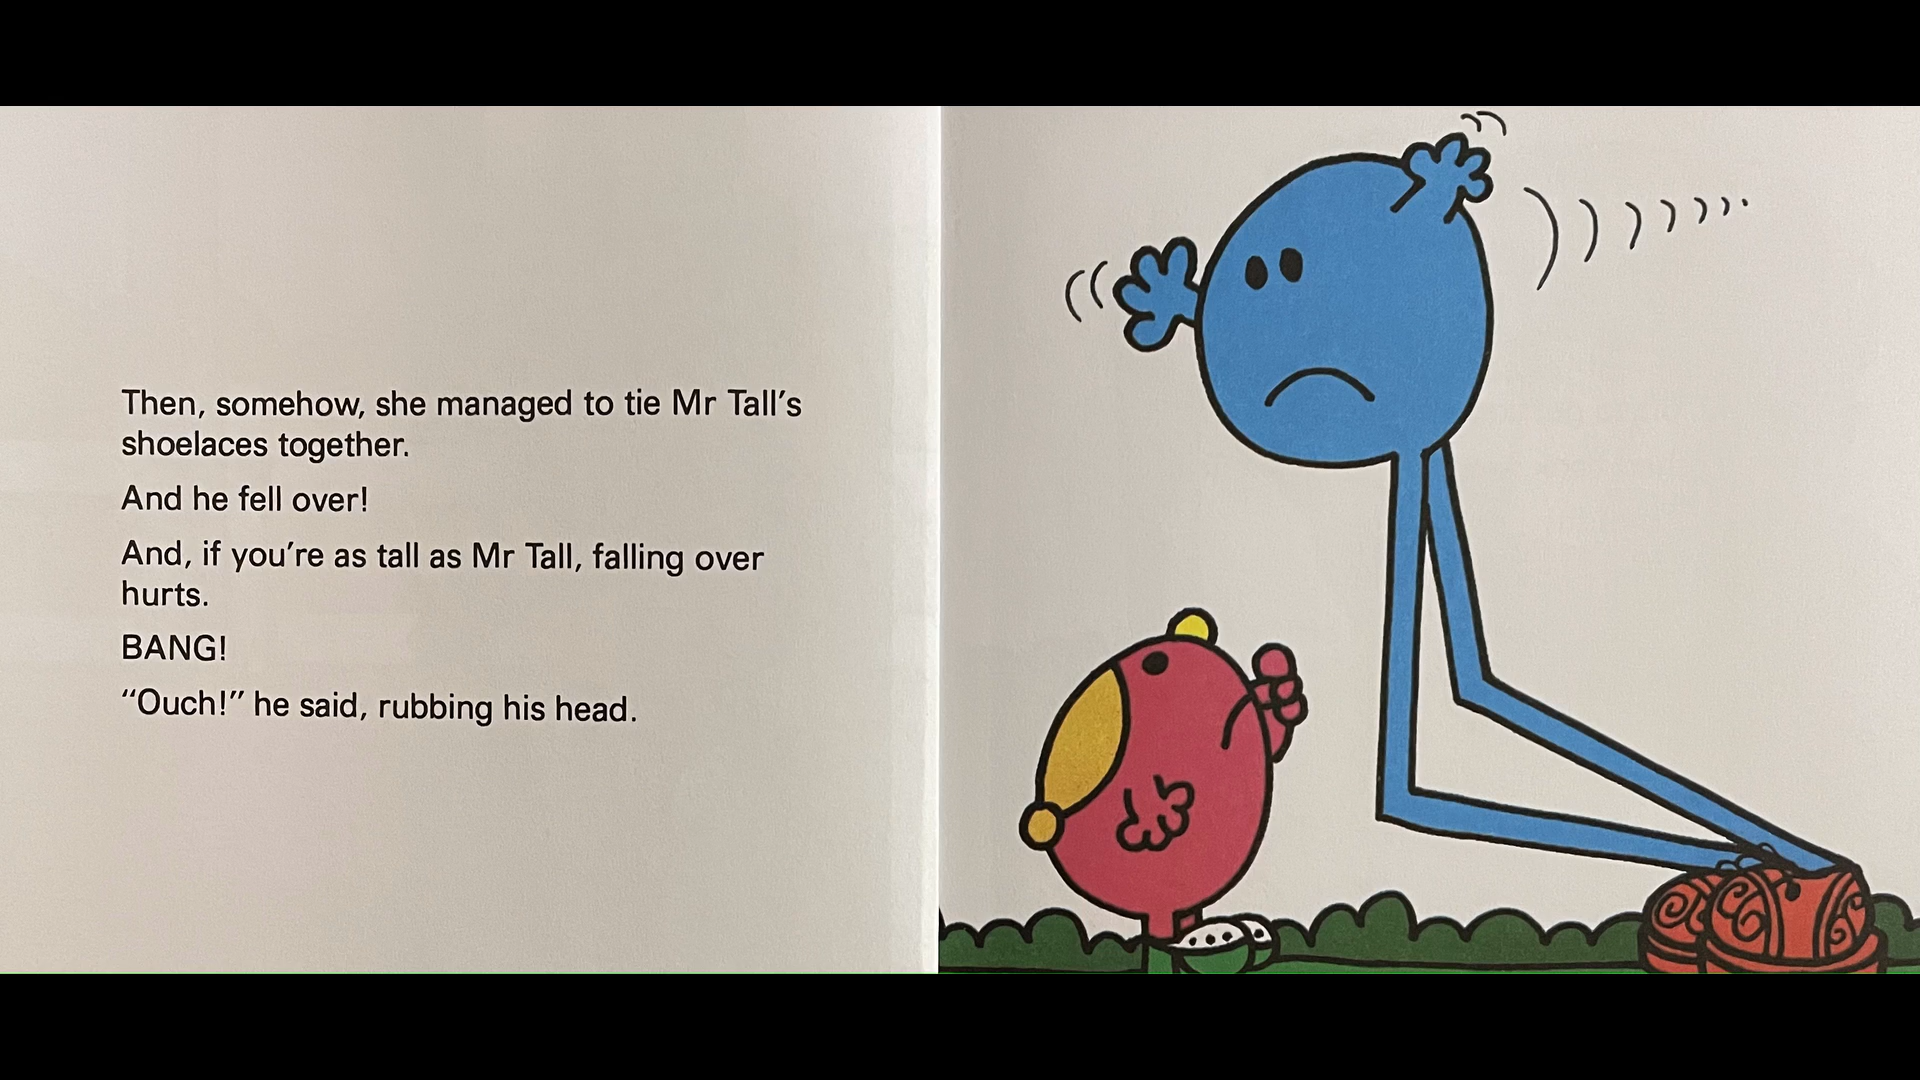 Then, somehow, she managed to tie Mr Tall’s
shoelaces together.
And he fell over!
And, if you’re as tall as Mr Tall, falling over
hurts.
BANG!
“Ouch!” he said, rubbing his head.